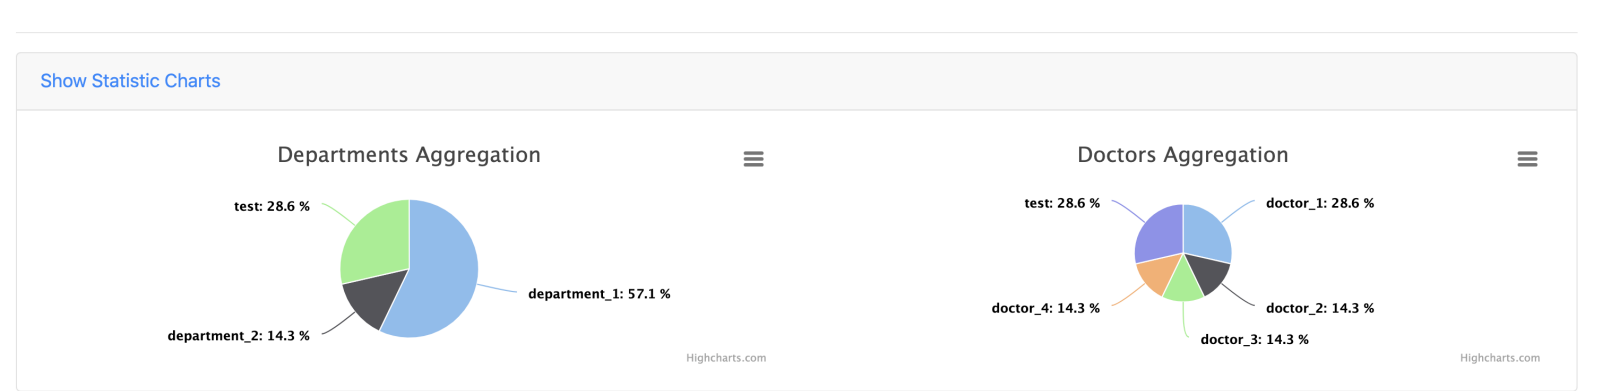 Show Statistic Charts
Departments Aggregation
test: 28.6 %
department_1: 57.1 %
department_2: 14.3 %
Highcharts.com
Doctors Aggregation
test: 28.6 %
doctor_1: 28.6 %
doctor_4: 14.3 %
doctor_2: 14.3 %
doctor_3: 14.3 %
Highcharts.com